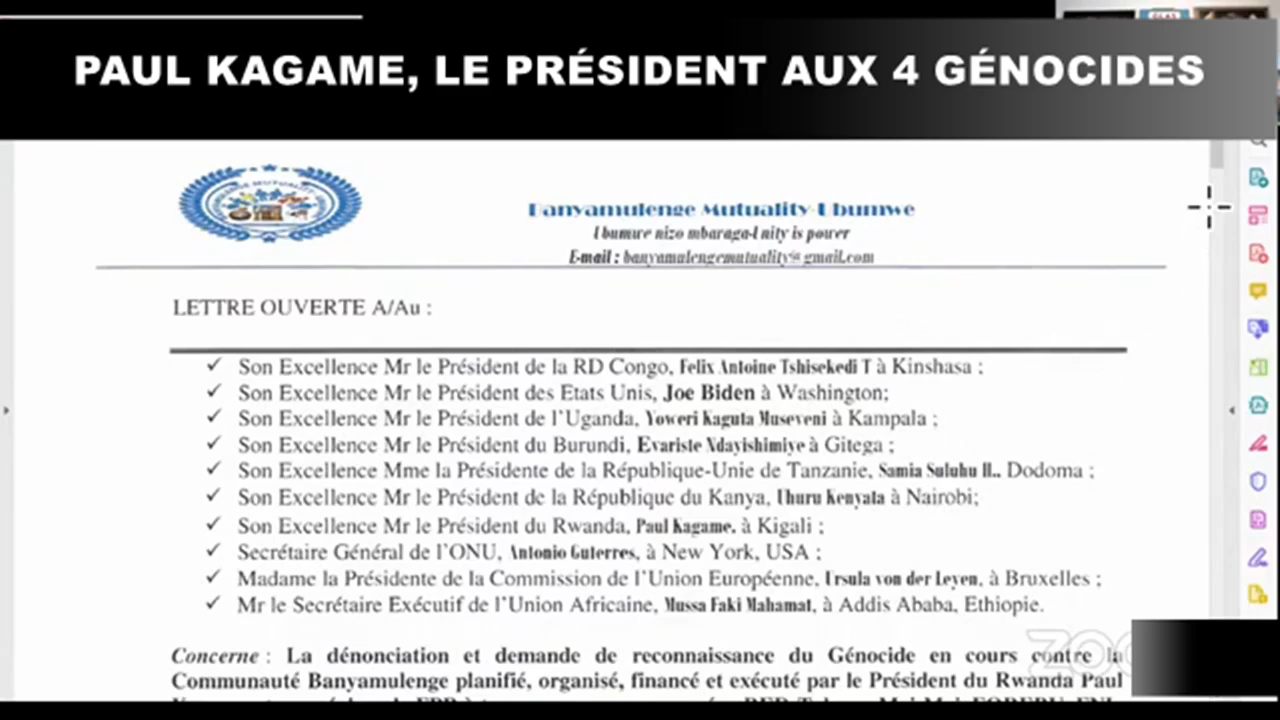 PAUL KAGAME, LE PRÉSIDENT AUX 4 GÉNOCIDES
Banyamulenge Mutuality-Ubumwe
Ubumwe nizo mbaraga-Unity is power
E-mail : banyamulengemutuality@gmail.com
LETTRE OUVERTE A/Au :
✓ Son Excellence Mr le Président de la RD Congo, Felix Antoine Tshisekedi T à Kinshasa ;
✓ Son Excellence Mr le Président des Etats Unis, Joe Biden à Washington;
✓ Son Excellence Mr le Président de l'Uganda, Yoweri Kaguta Museveni à Kampala ;
✓ Son Excellence Mr le Président du Burundi, Evariste Ndayishimiye à Gitega ;
✓ Son Excellence Mme la Présidente de la République-Unie de Tanzanie, Samia Suluhu H.. Dodoma ;
✓ Son Excellence Mr le Président de la République du Kanya, Uhuru Kenyata à Nairobi;
✓ Son Excellence Mr le Président du Rwanda, Paul Kagame. à Kigali ;
✓ Secrétaire Général de l'ONU, Antonio Guterres, à New York, USA ;
✓ Madame la Présidente de la Commission de l'Union Européenne, Ursula von der Leyen, à Bruxelles ;
✓ Mr le Secrétaire Exécutif de l'Union Africaine, Mussa Faki Mahamat, à Addis Ababa, Ethiopie.
Concerne : La dénonciation et demande de reconnaissance du Génocide en cours contre la
Communauté Banyamulenge planifié, organisé, financé et exécuté par le Président du Rwanda Paul